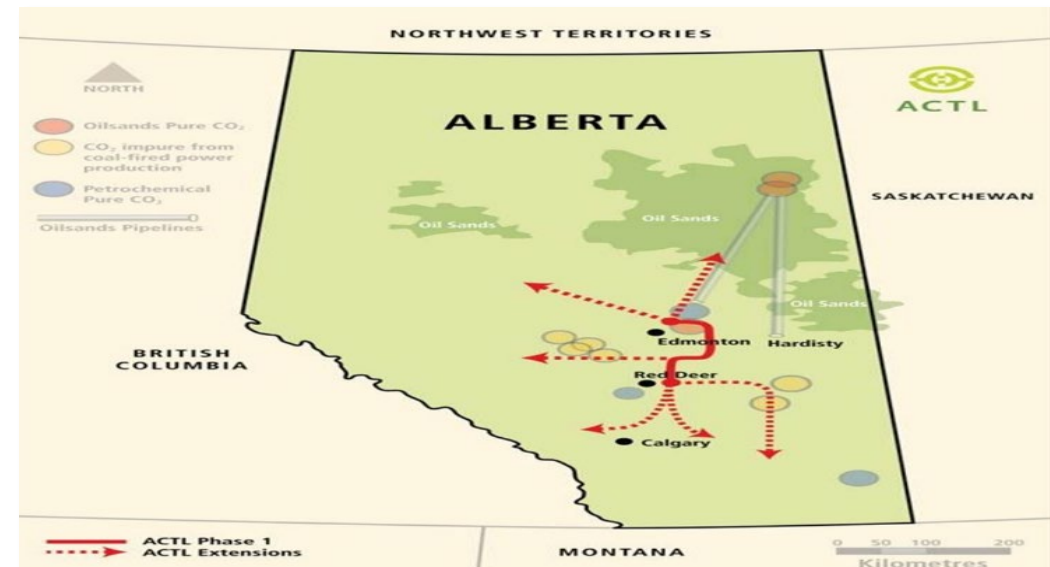 NORTHWEST TERRITORIES
NORTH
ACTL
ALBERTA
Oilsands Pure CO₂
CO₂ impure from
coal-fired power
production
Petrochemical
Pure CO₂
Oilsands Pipelines
SASKATCHEWAN
Oil Sands
Oil Sands
Oil Sands
Edmonton
Hardisty
BRITISH
COLUMBIA
Red Deer
Calgary
ACTL Phase 1
ACTL Extensions
MONTANA
0 50 100 200
Kilometres